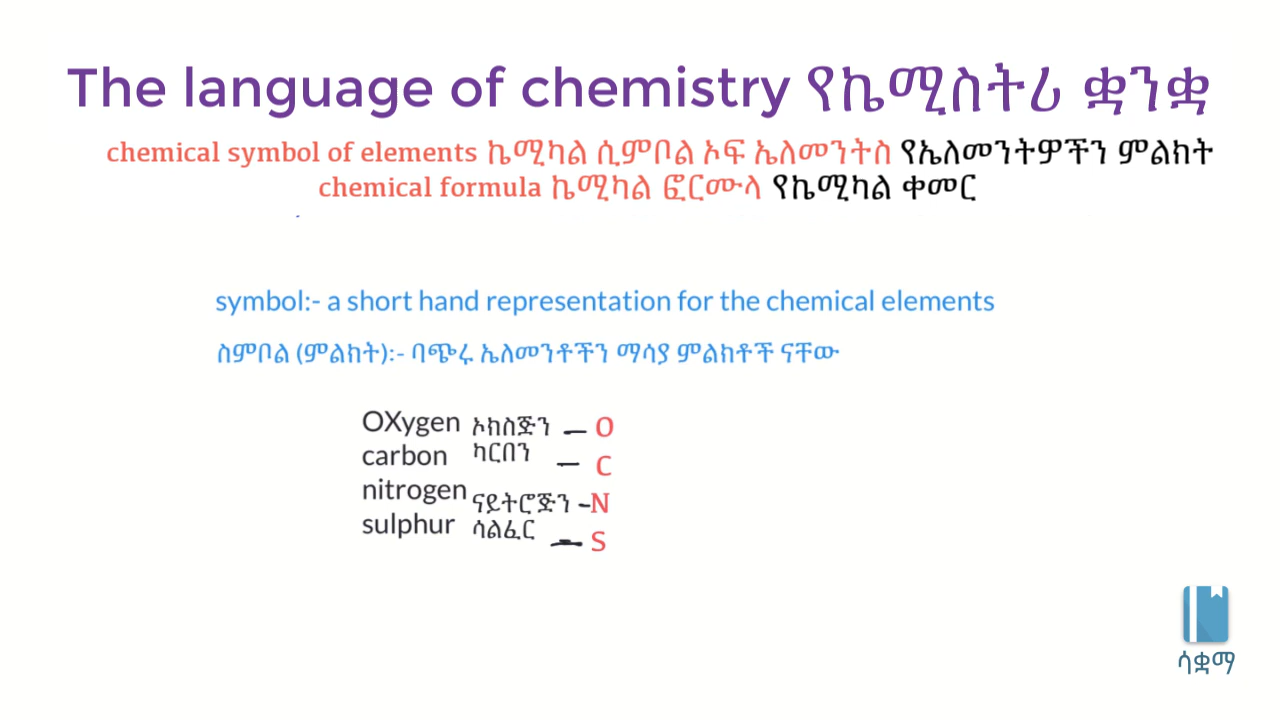 The language of chemistry የኬሚስትሪ ቋንቋ
chemical symbol of elements ኬሚካል ሲምቦል ኦፍ ኤለመንትስ የኤለመንትዎችን ምልክት
chemical formula ኬሚካል ፎርሙላ የኬሚካል ቀመር
symbol:- a short hand representation for the chemical elements
ስምቦል (ምልክት):- ባጭሩ ኤለመንቶችን ማሳያ ምልክቶች ናቸው
OXygen ኦክስጅን – O
carbon ካርበን – C
nitrogen ናይትሮጅን – N
sulphur ሳልፈር – S
ሳቋማ